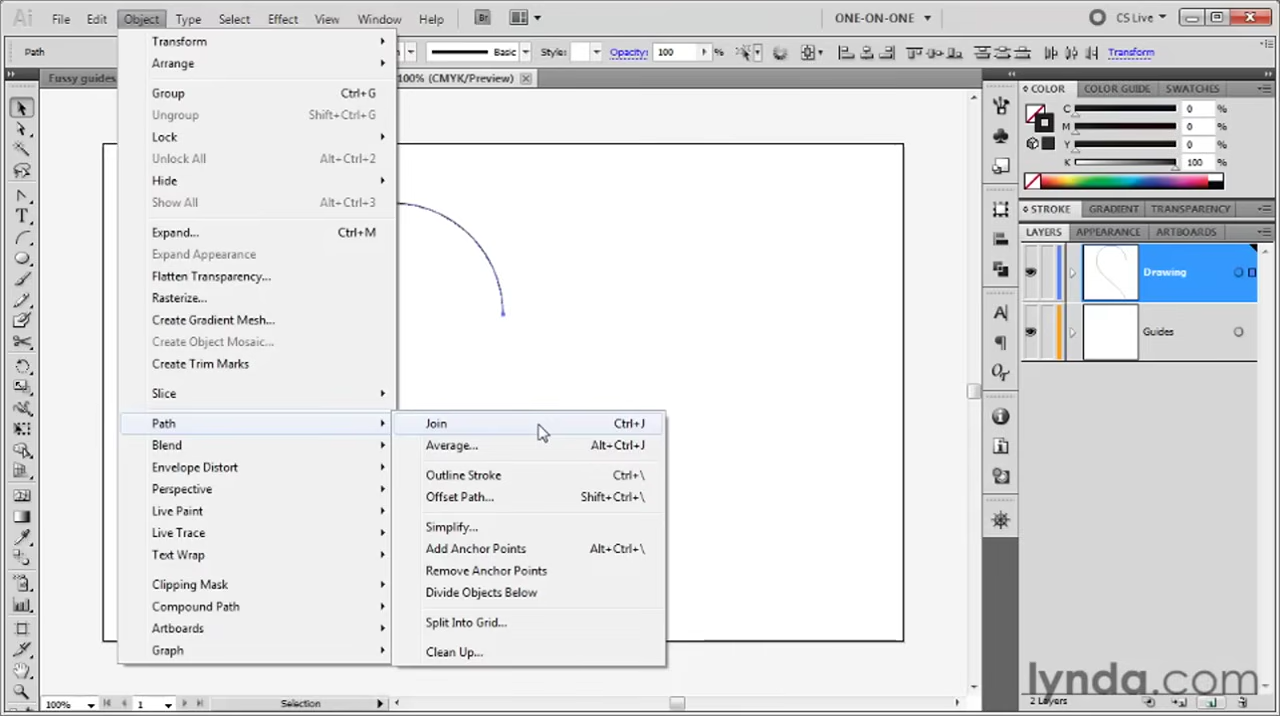 Ai File Edit Object Type Select Effect View Window Help Br ONE-ON-ONE CS Live
Path Basic Style: Opacity: 100 % Transform
Fussy guides 100% (CMYK/Preview)
Transform
Arrange
Group Ctrl+G
Ungroup Shift+Ctrl+G
Lock
Unlock All Alt+Ctrl+2
Hide
Show All Alt+Ctrl+3
Expand... Ctrl+M
Expand Appearance
Flatten Transparency...
Rasterize...
Create Gradient Mesh...
Create Object Mosaic...
Create Trim Marks
Slice
Path
Blend
Envelope Distort
Perspective
Live Paint
Live Trace
Text Wrap
Clipping Mask
Compound Path
Artboards
Graph
Join Ctrl+J
Average... Alt+Ctrl+J
Outline Stroke Ctrl+\
Offset Path... Shift+Ctrl+\
Simplify...
Add Anchor Points Alt+Ctrl+\
Remove Anchor Points
Divide Objects Below
Split Into Grid...
Clean Up...
COLOR COLOR GUIDE SWATCHES
C 0 %
M 0 %
Y 0 %
K 100 %
STROKE GRADIENT TRANSPARENCY
LAYERS APPEARANCE ARTBOARDS
Drawing
Guides
lynda.com
2 Layers
100% 1 Selection